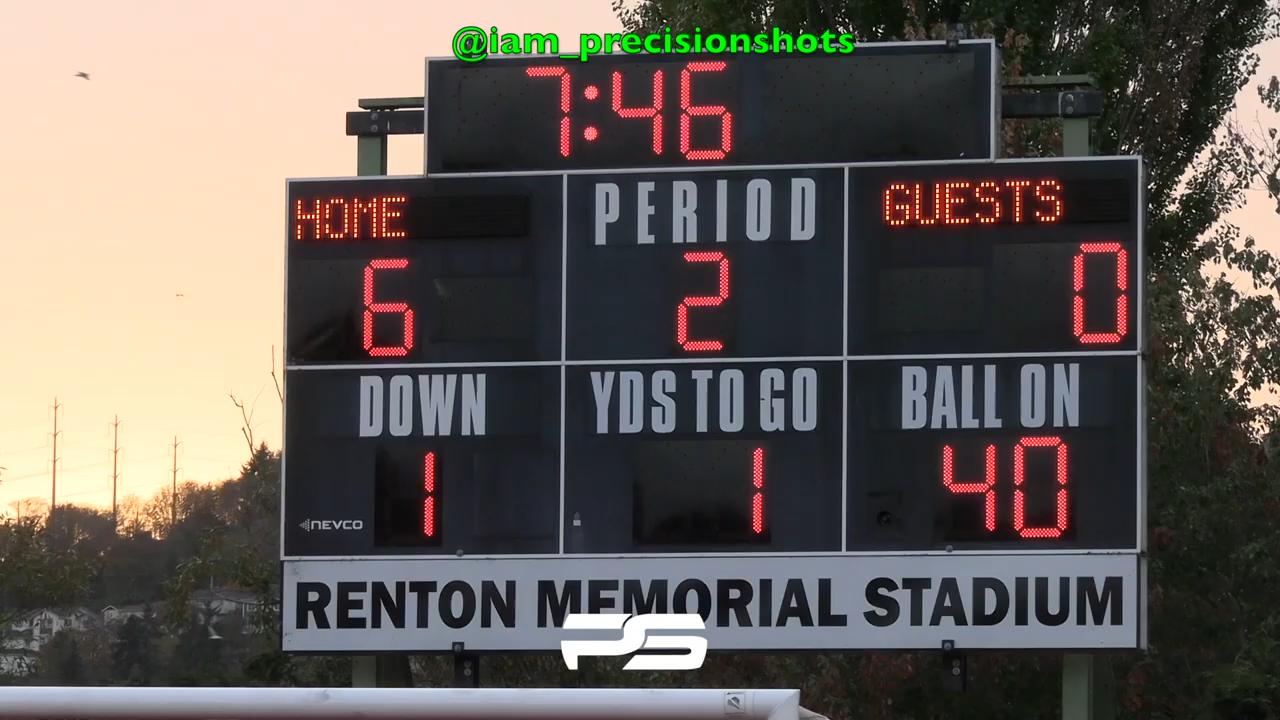 @iam_precisionshots
7:46
HOME
PERIOD
GUESTS
6
2
0
DOWN
YDS TO GO
BALL ON
1
1
40
NEVCO
RENTON MEMORIAL STADIUM
PS